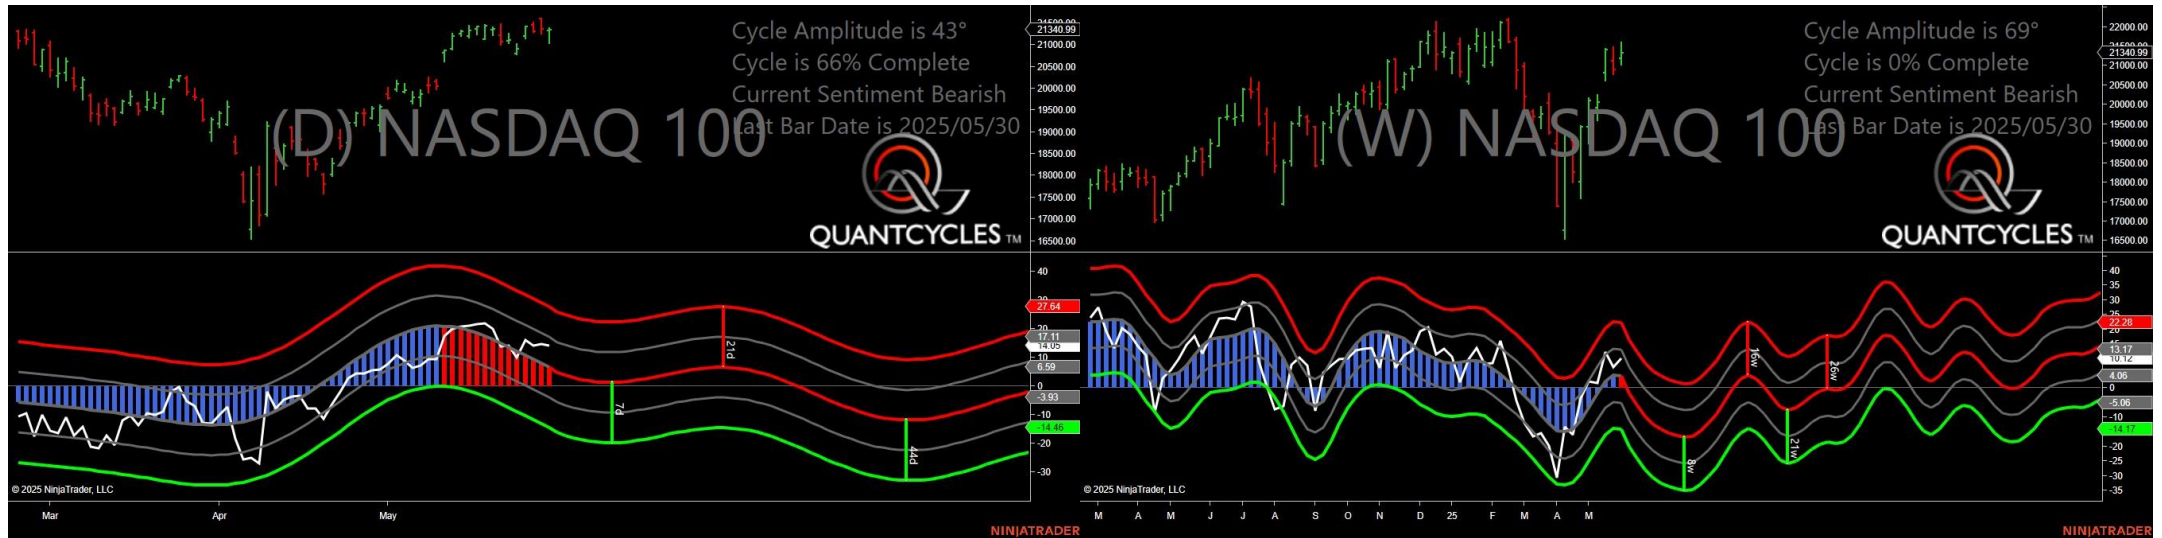 Cycle Amplitude is 43°
Cycle is 66% Complete
Current Sentiment Bearish
Last Bar Date is 2025/05/30
(D) NASDAQ 100
QUANTCYCLES TM
21340.99
21000.00
20500.00
20000.00
19500.00
19000.00
18500.00
18000.00
17500.00
17000.00
16500.00
40
27.64
17.11
14.05
10
6.59
0
-3.93
-10
-14.46
-20
-30
21d
7d
44d
© 2025 NinjaTrader, LLC
Mar Apr May
NINJATRADER
Cycle Amplitude is 69°
Cycle is 0% Complete
Current Sentiment Bearish
Last Bar Date is 2025/05/30
(W) NASDAQ 100
QUANTCYCLES TM
22000.00
21340.99
21000.00
20500.00
20000.00
19500.00
19000.00
18500.00
18000.00
17500.00
17000.00
16500.00
40
35
30
25
22.28
13.17
10.12
4.06
0
-5.06
-10
-14.17
-20
-25
-30
-35
16w
26w
8w
21w
© 2025 NinjaTrader, LLC
M A M J J A S O N D 25 F M A M
NINJATRADER